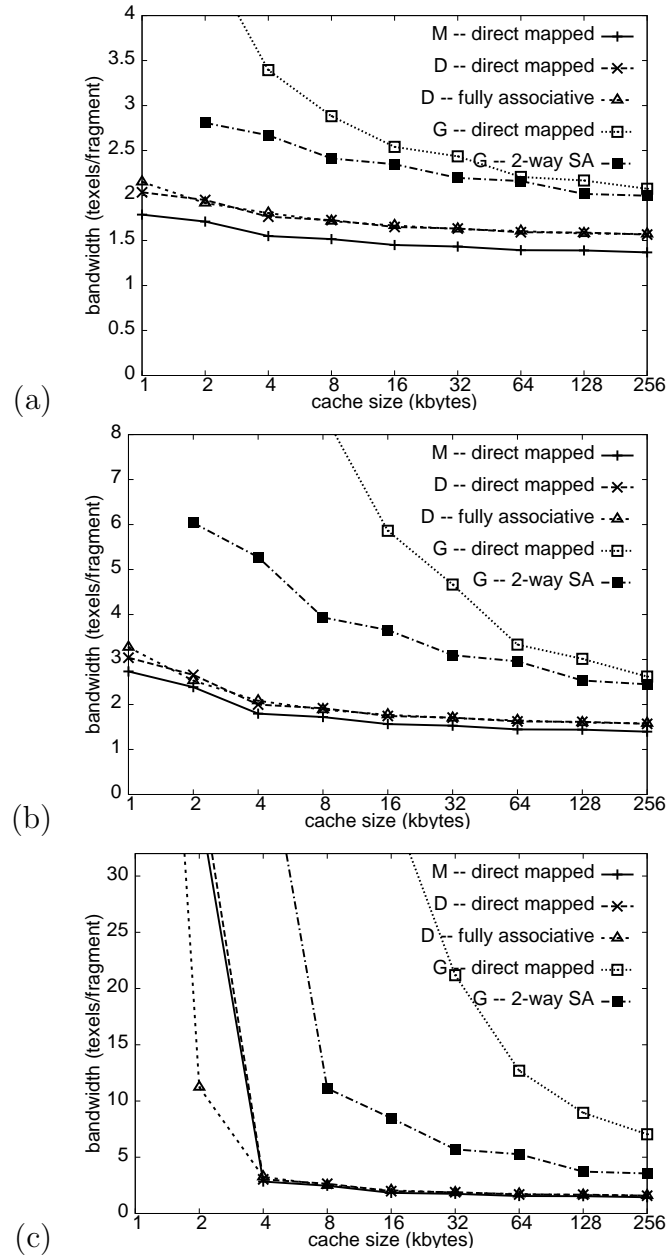 4
3.5
3
2.5
2
1.5
1
0.5
0
bandwidth (texels/fragment)
M -- direct mapped
D -- direct mapped
D -- fully associative
G -- direct mapped
G -- 2-way SA
1 2 4 8 16 32 64 128 256
cache size (kbytes)
(a)
8
7
6
5
4
3
2
1
0
bandwidth (texels/fragment)
M -- direct mapped
D -- direct mapped
D -- fully associative
G -- direct mapped
G -- 2-way SA
1 2 4 8 16 32 64 128 256
cache size (kbytes)
(b)
30
25
20
15
10
5
0
bandwidth (texels/fragment)
M -- direct mapped
D -- direct mapped
D -- fully associative
G -- direct mapped
G -- 2-way SA
1 2 4 8 16 32 64 128 256
cache size (kbytes)
(c)